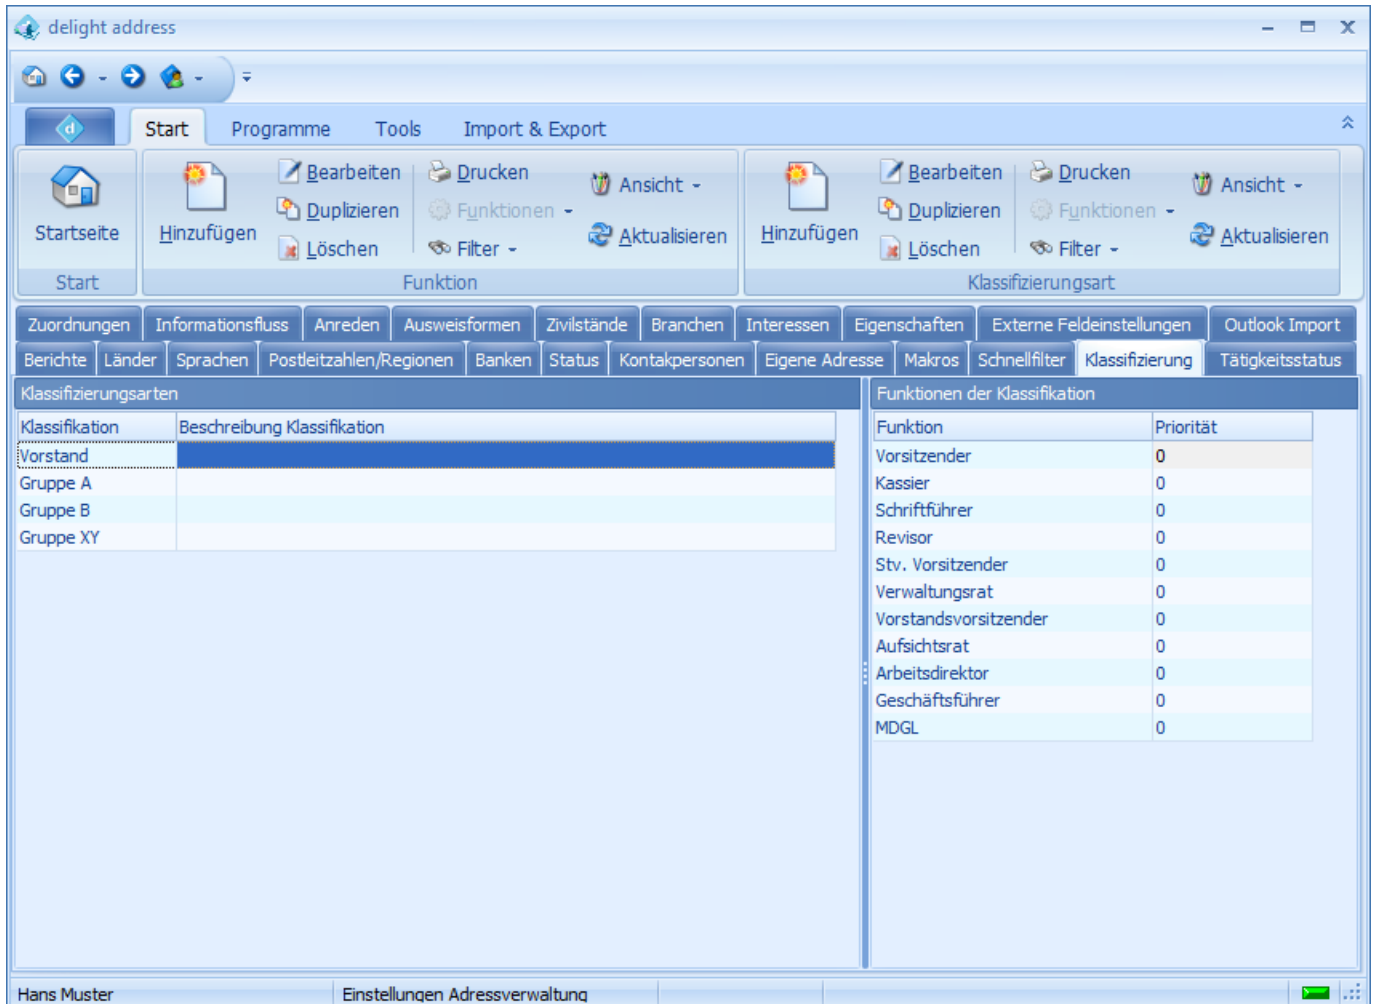 delight address
Start Programme Tools Import & Export
Startseite
Hinzufügen
Bearbeiten
Duplizieren
Löschen
Drucken
Funktionen
Filter
Ansicht
Aktualisieren
Hinzufügen
Bearbeiten
Duplizieren
Löschen
Drucken
Funktionen
Filter
Ansicht
Aktualisieren
Start Funktion Klassifizierungsart
Zuordnungen Informationsfluss Anreden Ausweisformen Zivilstände Branchen Interessen Eigenschaften Externe Feldeinstellungen Outlook Import
Berichte Länder Sprachen Postleitzahlen/Regionen Banken Status Kontakpersonen Eigene Adresse Makros Schnellfilter Klassifizierung Tätigkeitsstatus
Klassifizierungsarten
Klassifikation Beschreibung Klassifikation
Vorstand
Gruppe A
Gruppe B
Gruppe XY
Funktionen der Klassifikation
Funktion Priorität
Vorsitzender 0
Kassier 0
Schriftführer 0
Revisor 0
Stv. Vorsitzender 0
Verwaltungsrat 0
Vorstandsvorsitzender 0
Aufsichtsrat 0
Arbeitsdirektor 0
Geschäftsführer 0
MDGL 0
Hans Muster Einstellungen Adressverwaltung